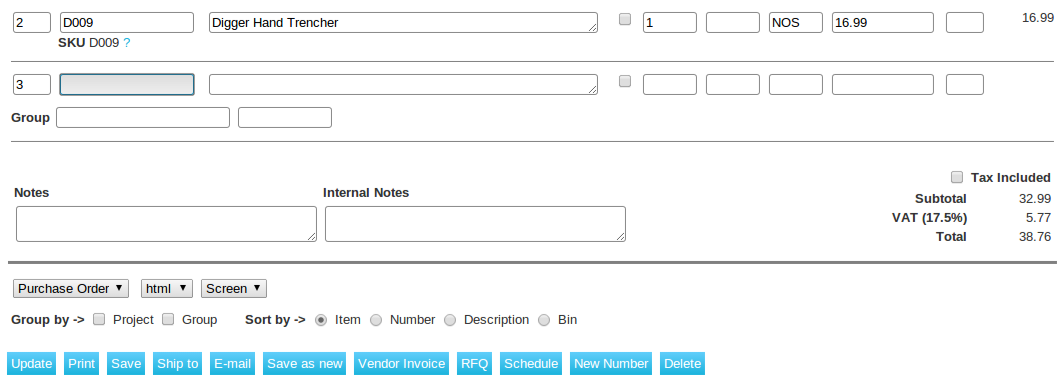 2 D009 Digger Hand Trencher 1 NOS 16.99 16.99
SKU D009 ?
3
Group
Tax Included
Notes Internal Notes
Subtotal 32.99
VAT (17.5%) 5.77
Total 38.76
Purchase Order html Screen
Group by -> Project Group Sort by -> Item Number Description Bin
Update Print Save Ship to E-mail Save as new Vendor Invoice RFQ Schedule New Number Delete